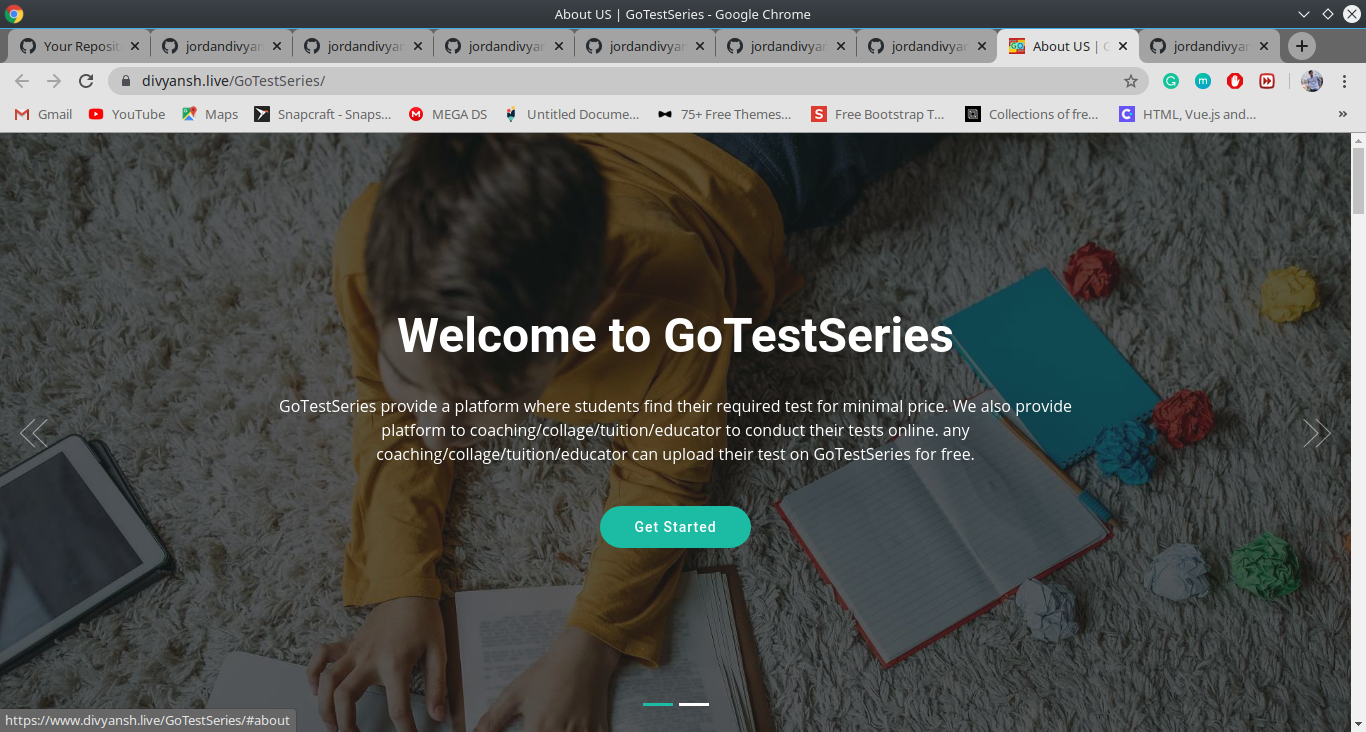 About US | GoTestSeries - Google Chrome
Your Reposit
jordandivyan
jordandivyar
jordandivyar
jordandivyar
jordandivyar
jordandivya
About US |
jordandivyar
divyansh.live/GoTestSeries/
Gmail
YouTube
Maps
Snapcraft - Snaps...
MEGA DS
Untitled Docume...
75+ Free Themes...
Free Bootstrap T...
Collections of fre...
HTML, Vue.js and...
Welcome to GoTestSeries
GoTestSeries provide a platform where students find their required test for minimal price. We also provide
platform to coaching/collage/tuition/educator to conduct their tests online. any
coaching/collage/tuition/educator can upload their test on GoTestSeries for free.
Get Started
https://www.divyansh.live/GoTestSeries/#about